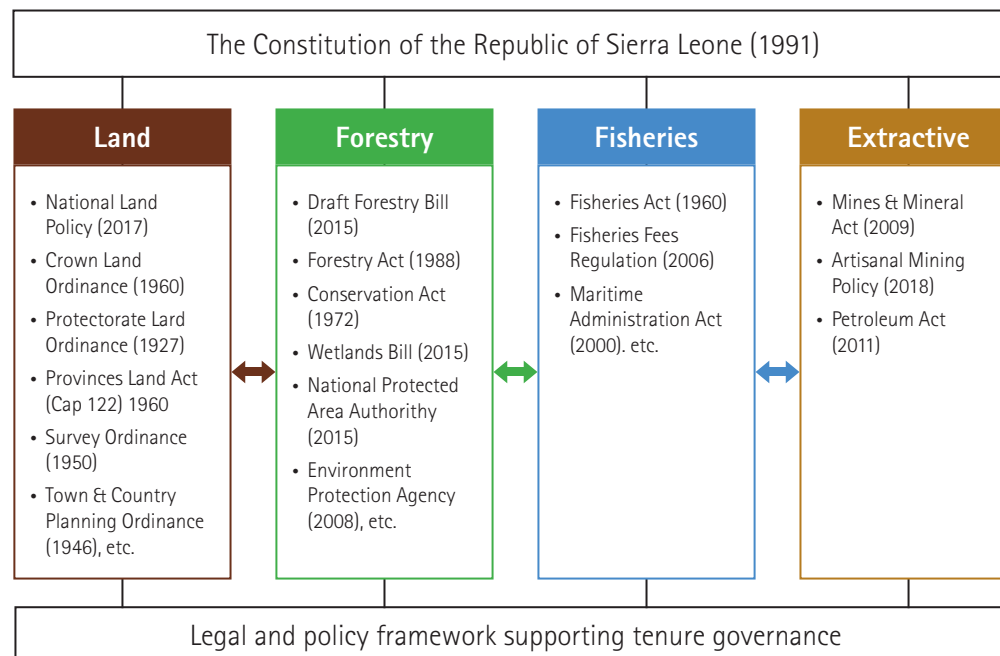 The Constitution of the Republic of Sierra Leone (1991)
Land
• National Land
Policy (2017)
• Crown Land
Ordinance (1960)
• Protectorate Lard
Ordinance (1927)
• Provinces Land Act
(Cap 122) 1960
• Survey Ordinance
(1950)
• Town & Country
Planning Ordinance
(1946), etc.
Forestry
• Draft Forestry Bill
(2015)
• Forestry Act (1988)
• Conservation Act
(1972)
• Wetlands Bill (2015)
• National Protected
Area Authorithy
(2015)
• Environment
Protection Agency
(2008), etc.
Fisheries
• Fisheries Act (1960)
• Fisheries Fees
Regulation (2006)
• Maritime
Administration Act
(2000). etc.
Extractive
• Mines & Mineral
Act (2009)
• Artisanal Mining
Policy (2018)
• Petroleum Act
(2011)
Legal and policy framework supporting tenure governance